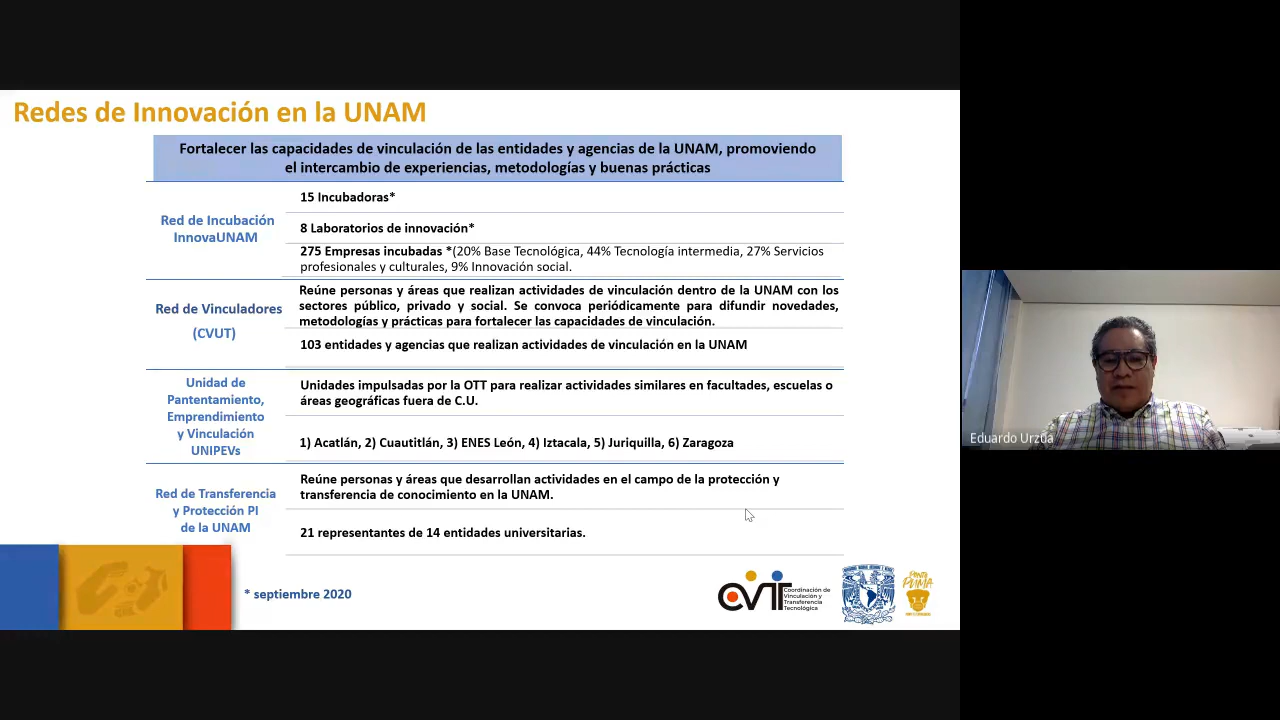 Redes de Innovación en la UNAM
Fortalecer las capacidades de vinculación de las entidades y agencias de la UNAM, promoviendo
el intercambio de experiencias, metodologías y buenas prácticas
Red de Incubación
InnovaUNAM
15 Incubadoras*
8 Laboratorios de innovación*
275 Empresas incubadas *(20% Base Tecnológica, 44% Tecnología intermedia, 27% Servicios
profesionales y culturales, 9% Innovación social.
Red de Vinculadores
(CVUT)
Reúne personas y áreas que realizan actividades de vinculación dentro de la UNAM con los
sectores público, privado y social. Se convoca periódicamente para difundir novedades,
metodologías y prácticas para fortalecer las capacidades de vinculación.
103 entidades y agencias que realizan actividades de vinculación en la UNAM
Unidad de
Pantentamiento,
Emprendimiento
y Vinculación
UNIPEVs
Unidades impulsadas por la OTT para realizar actividades similares en facultades, escuelas o
áreas geográficas fuera de C.U.
1) Acatlán, 2) Cuautitlán, 3) ENES León, 4) Iztacala, 5) Juriquilla, 6) Zaragoza
Red de Transferencia
y Protección PI
de la UNAM
Reúne personas y áreas que desarrollan actividades en el campo de la protección y
transferencia de conocimiento en la UNAM.
21 representantes de 14 entidades universitarias.
* septiembre 2020
CVTT
Coordinación de
Vinculación y
Transferencia
Tecnológica
PUMA
Eduardo Urzúa